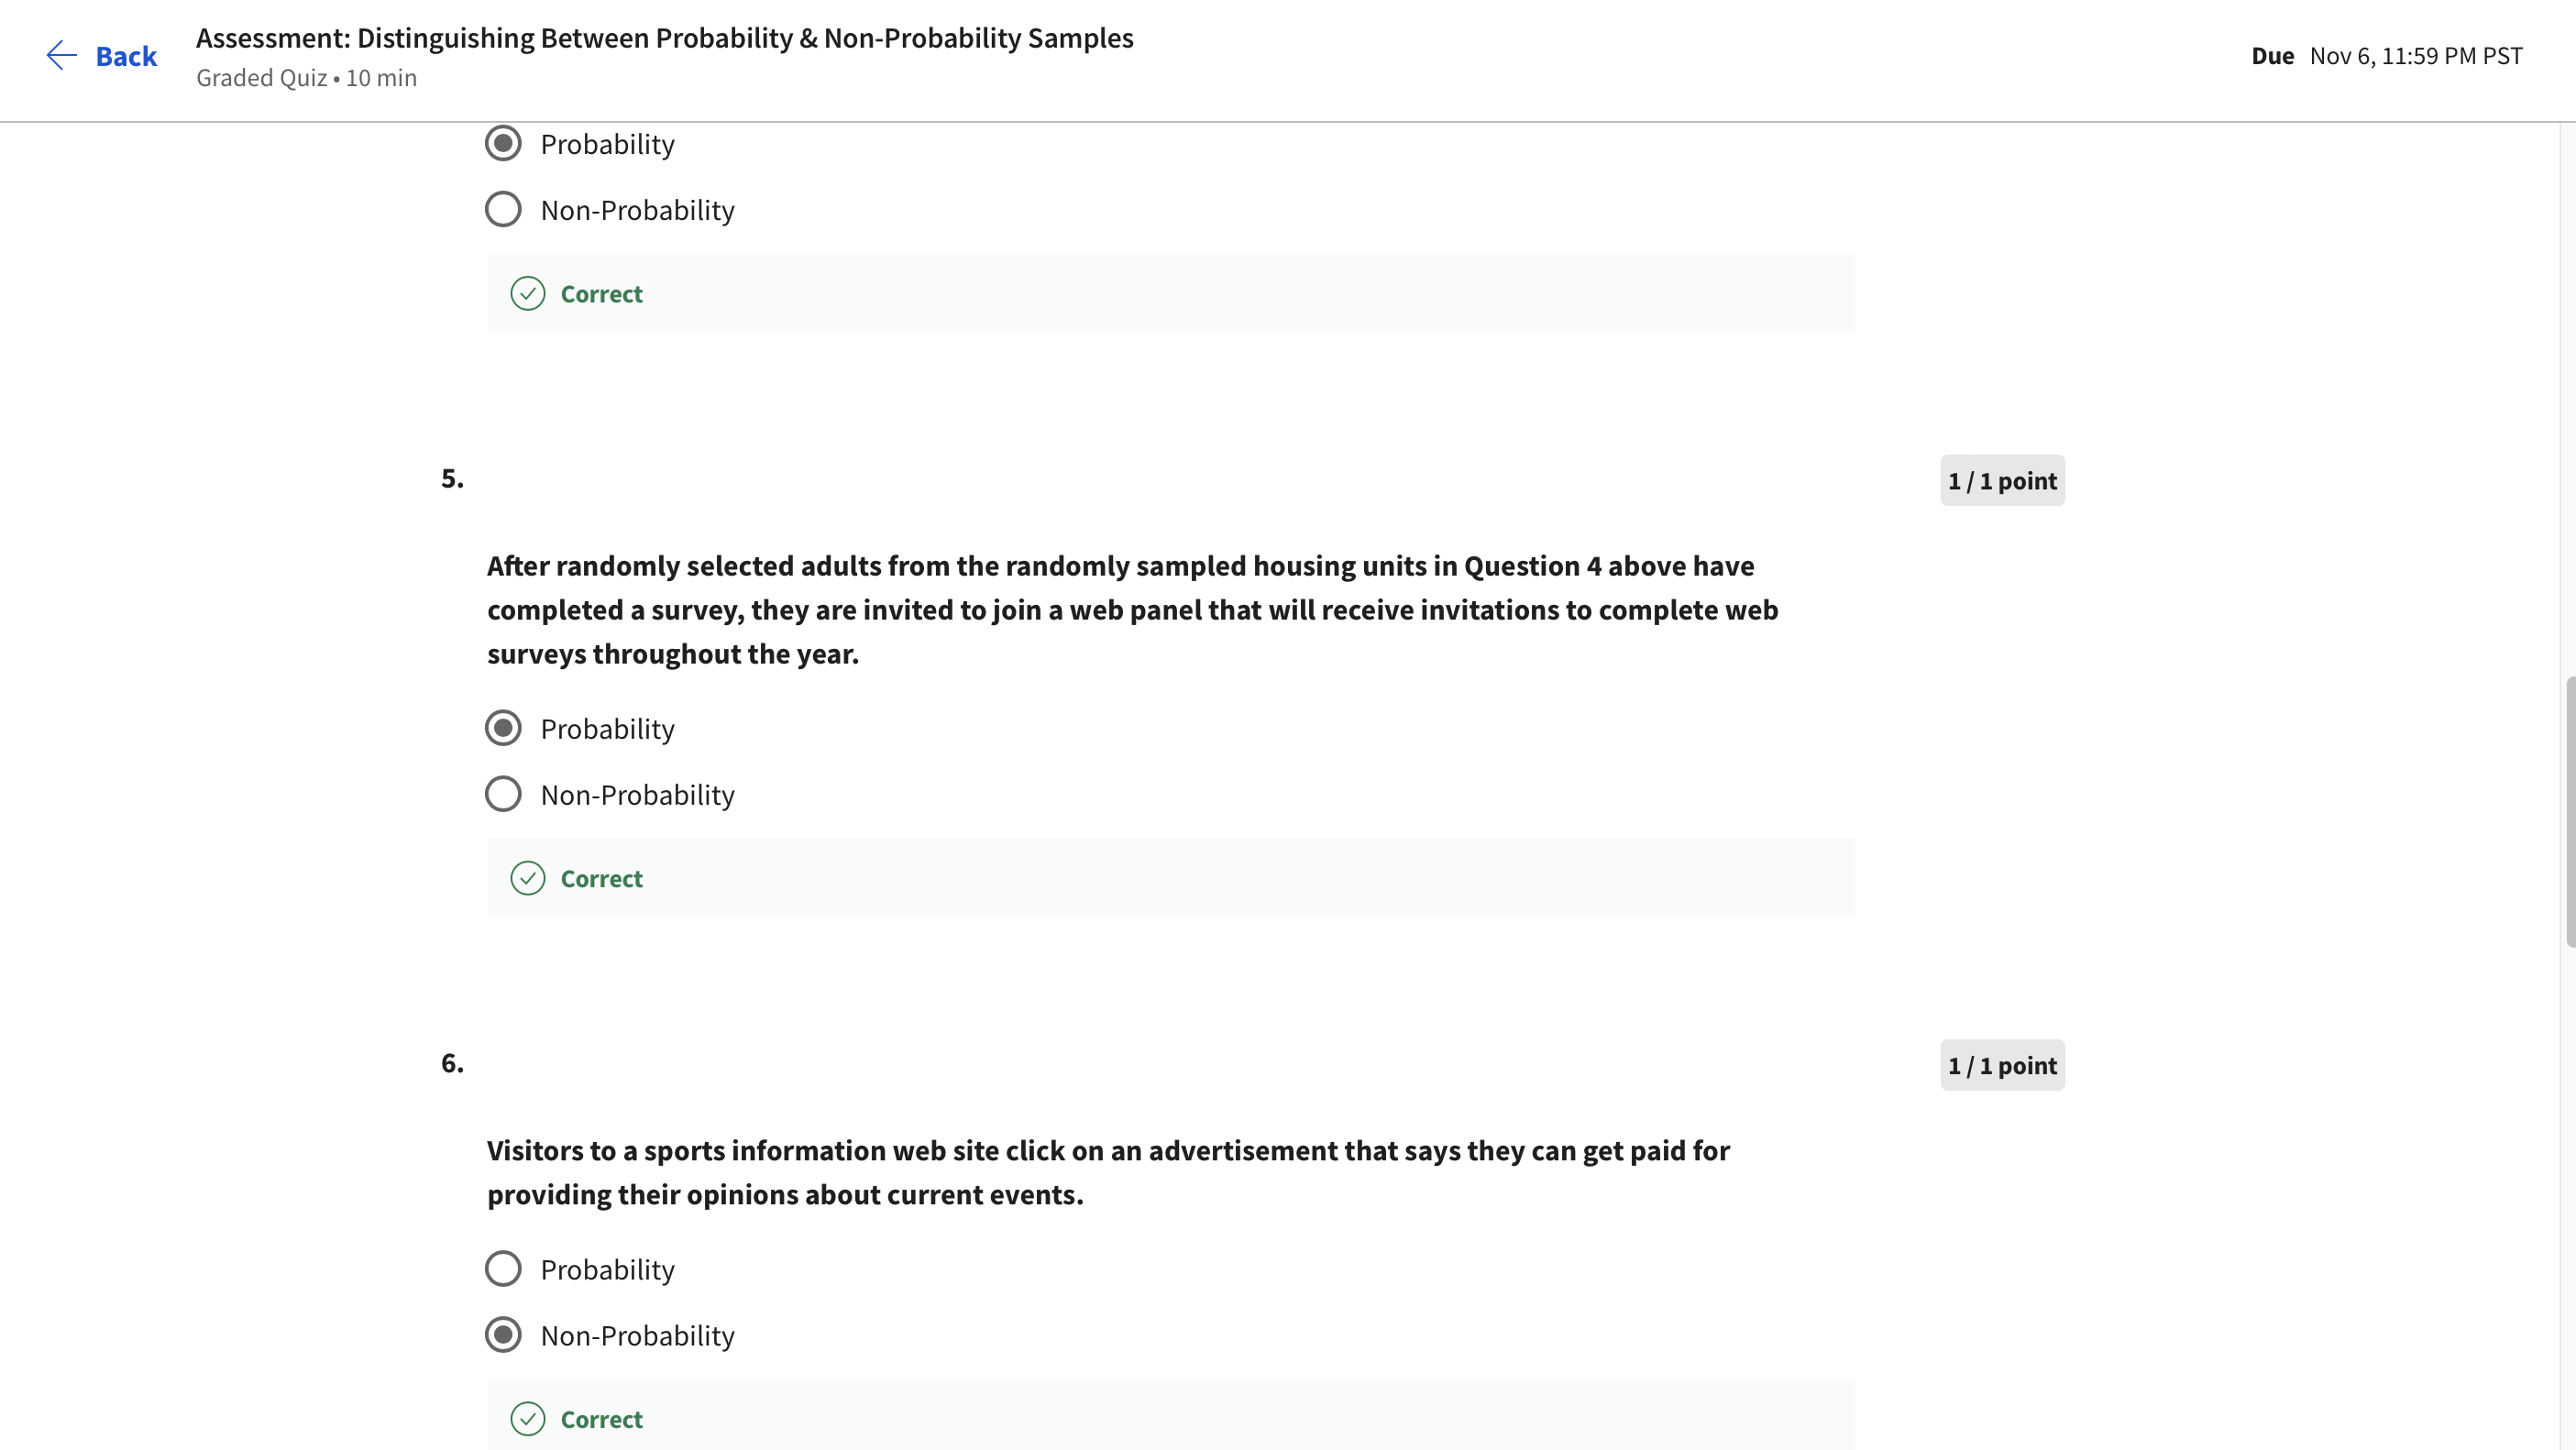 Back
Assessment: Distinguishing Between Probability & Non-Probability Samples
Graded Quiz • 10 min
Due Nov 6, 11:59 PM PST
Probability
Non-Probability
Correct
5.
1 / 1 point
After randomly selected adults from the randomly sampled housing units in Question 4 above have
completed a survey, they are invited to join a web panel that will receive invitations to complete web
surveys throughout the year.
Probability
Non-Probability
Correct
6.
1 / 1 point
Visitors to a sports information web site click on an advertisement that says they can get paid for
providing their opinions about current events.
Probability
Non-Probability
Correct